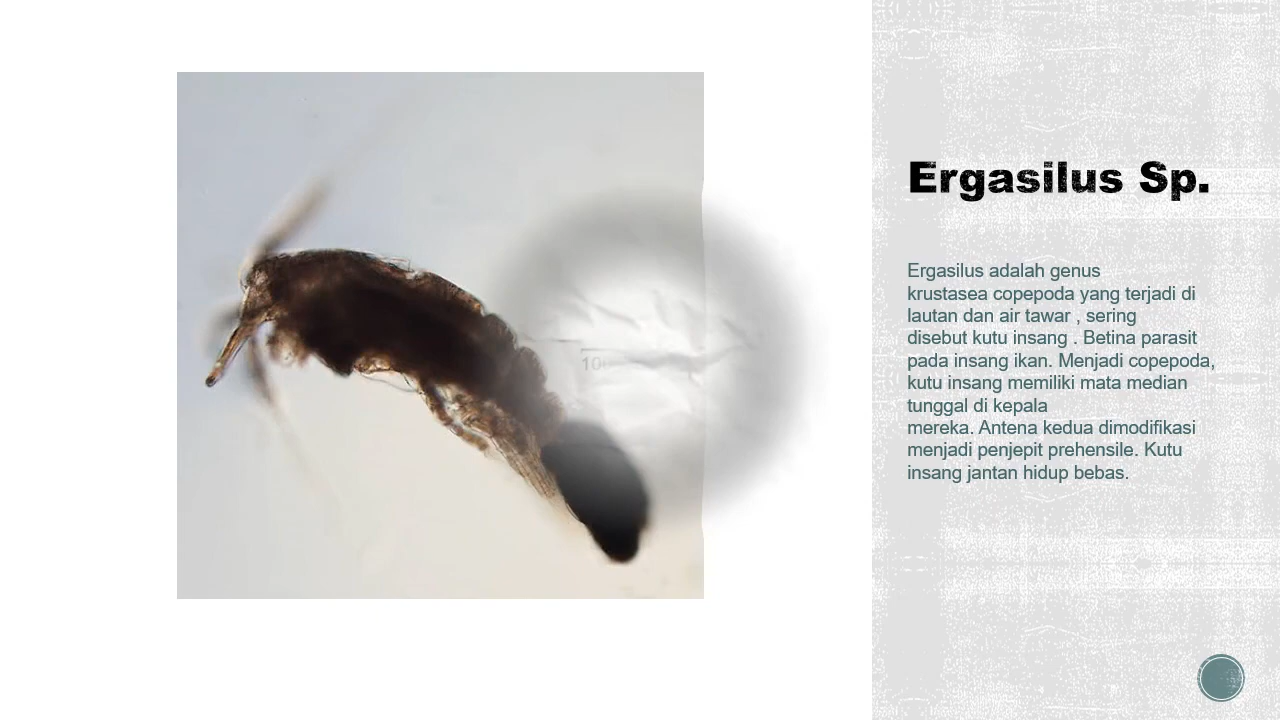 Ergasilus Sp.
Ergasilus adalah genus
krustasea copepoda yang terjadi di
lautan dan air tawar , sering
disebut kutu insang . Betina parasit
pada insang ikan. Menjadi copepoda,
kutu insang memiliki mata median
tunggal di kepala
mereka. Antena kedua dimodifikasi
menjadi penjepit prehensile. Kutu
insang jantan hidup bebas.